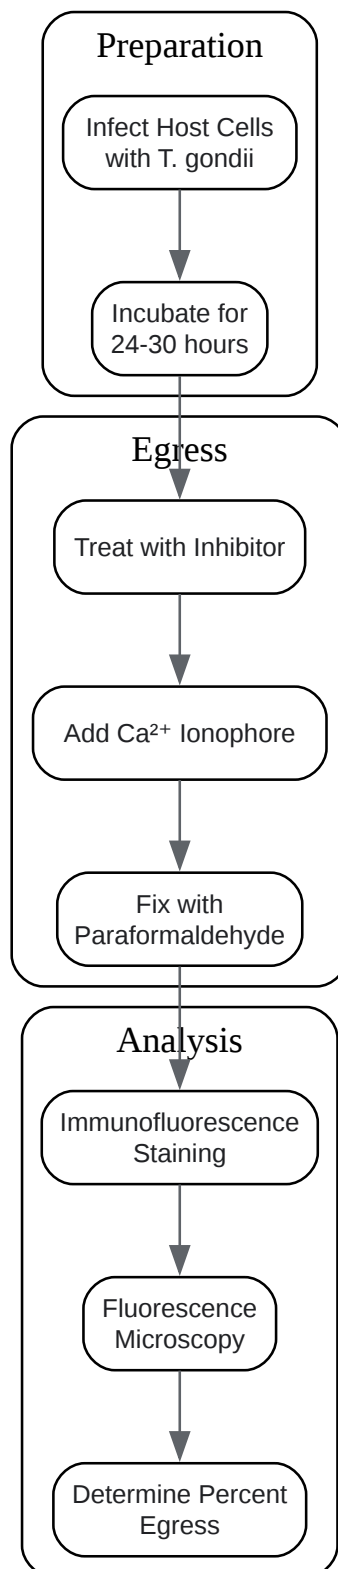 Preparation
Infect Host Cells
with T. gondii
Incubate for
24-30 hours
Egress
Treat with Inhibitor
Add Ca²⁺ Ionophore
Fix with
Paraformaldehyde
Analysis
Immunofluorescence
Staining
Fluorescence
Microscopy
Determine Percent
Egress